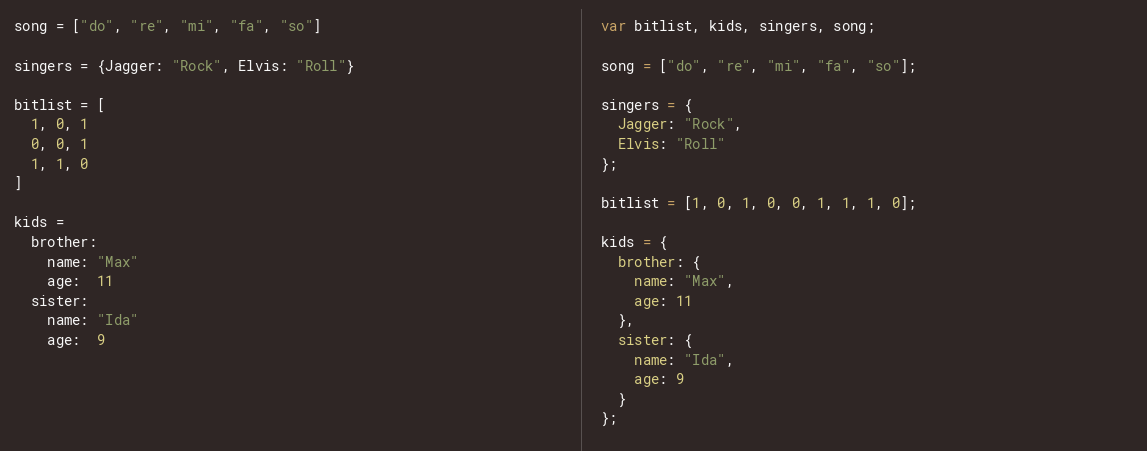 song = ["do", "re", "mi", "fa", "so"]
singers = {Jagger: "Rock", Elvis: "Roll"}
bitlist = [
  1, 0, 1
  0, 0, 1
  1, 1, 0
]
kids =
  brother:
    name: "Max"
    age:  11
  sister:
    name: "Ida"
    age:  9
var bitlist, kids, singers, song;
song = ["do", "re", "mi", "fa", "so"];
singers = {
  Jagger: "Rock",
  Elvis: "Roll"
};
bitlist = [1, 0, 1, 0, 0, 1, 1, 1, 0];
kids = {
  brother: {
    name: "Max",
    age: 11
  },
  sister: {
    name: "Ida",
    age: 9
  }
};